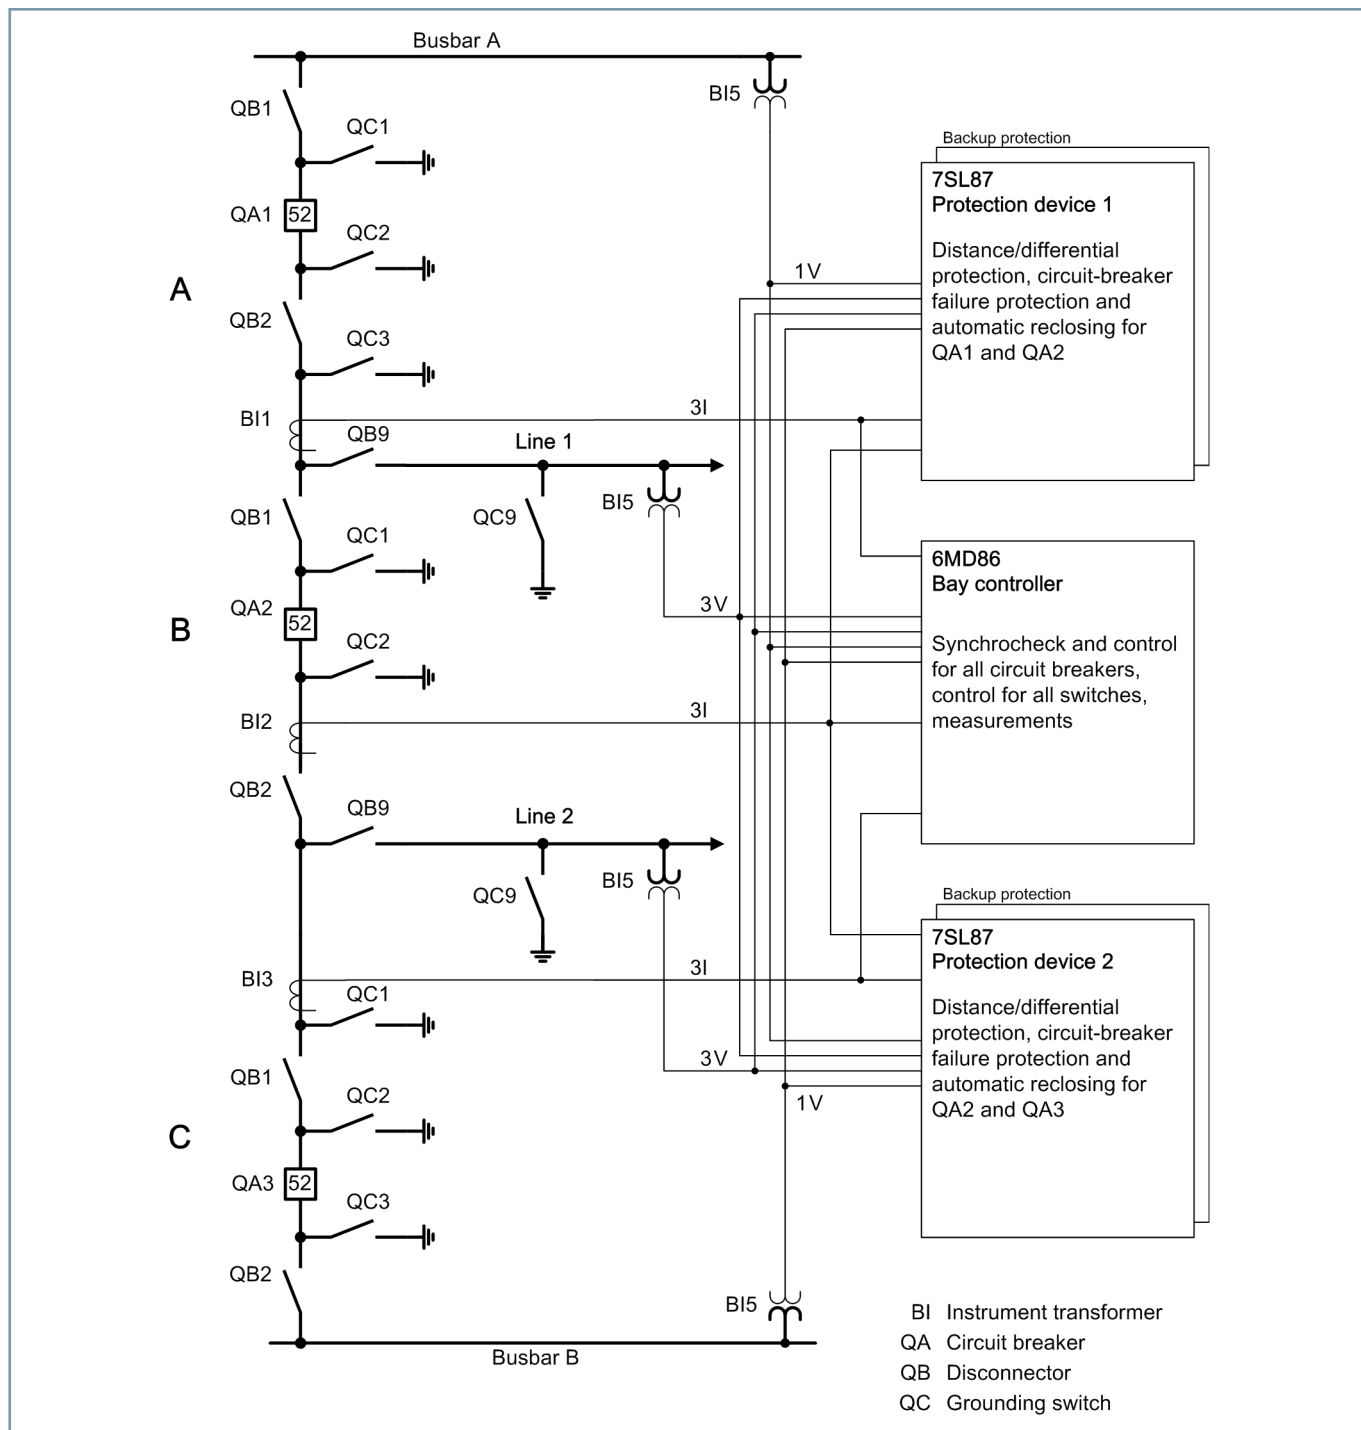 Busbar A
BI5
QB1
QC1
Backup protection
7SL87
Protection device 1
QA1
52
QC2
Distance/differential
protection, circuit-breaker
failure protection and
automatic reclosing for
QA1 and QA2
1V
A
QB2
QC3
BI1
3I
QB9
Line 1
BI5
QB1
QC9
QC1
6MD86
Bay controller
QA2
52
3V
B
QC2
Synchrocheck and control
for all circuit breakers,
control for all switches,
measurements
BI2
3I
QB2
QB9
Line 2
BI5
QC9
Backup protection
7SL87
Protection device 2
BI3
3I
QC1
Distance/differential
protection, circuit-breaker
failure protection and
automatic reclosing for
QA2 and QA3
3V
QB1
QC2
1V
C
QA3
52
QC3
QB2
BI5
Busbar B
BI Instrument transformer
QA Circuit breaker
QB Disconnector
QC Grounding switch